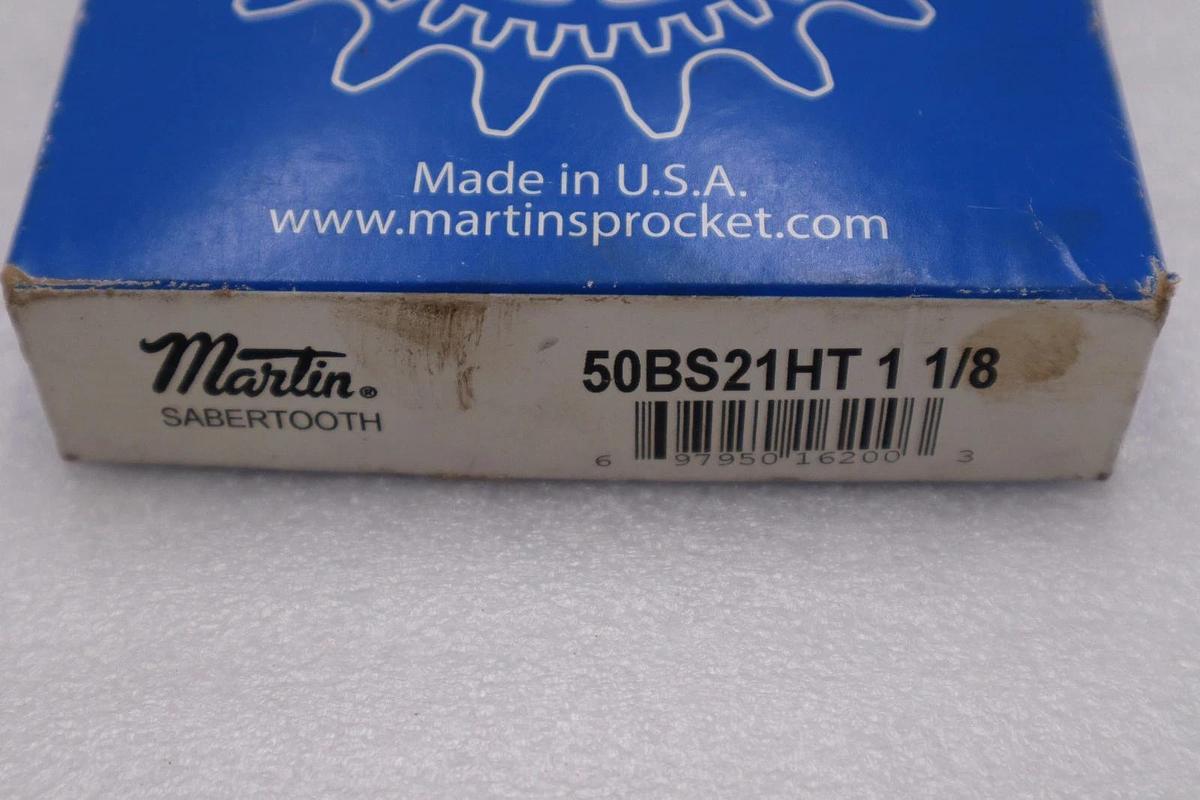 Made in U.S.A.
www.martinsprocket.com
Martin®
SABERTOOTH
50BS21HT 1 1/8
6 97950 16200 3